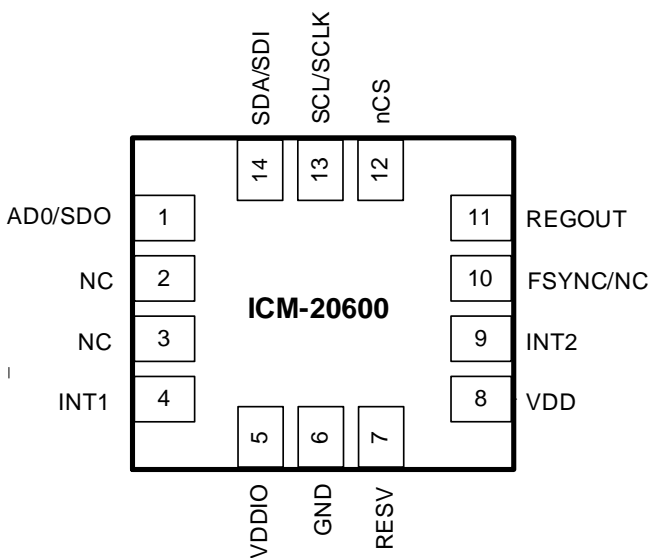 SDA/SDI
SCL/SCLK
nCS
14
13
12
AD0/SDO
1
11
REGOUT
NC
2
10
FSYNC/NC
ICM-20600
NC
3
9
INT2
INT1
4
8
VDD
5
6
7
VDDIO
GND
RESV